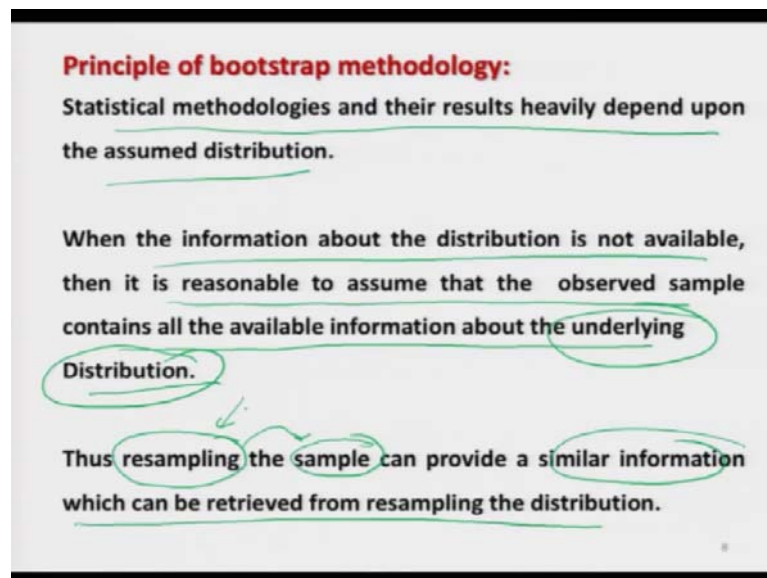 Principle of bootstrap methodology:
Statistical methodologies and their results heavily depend upon
the assumed distribution.
When the information about the distribution is not available,
then it is reasonable to assume that the observed sample
contains all the available information about the underlying
Distribution.
Thus resampling the sample can provide a similar information
which can be retrieved from resampling the distribution.